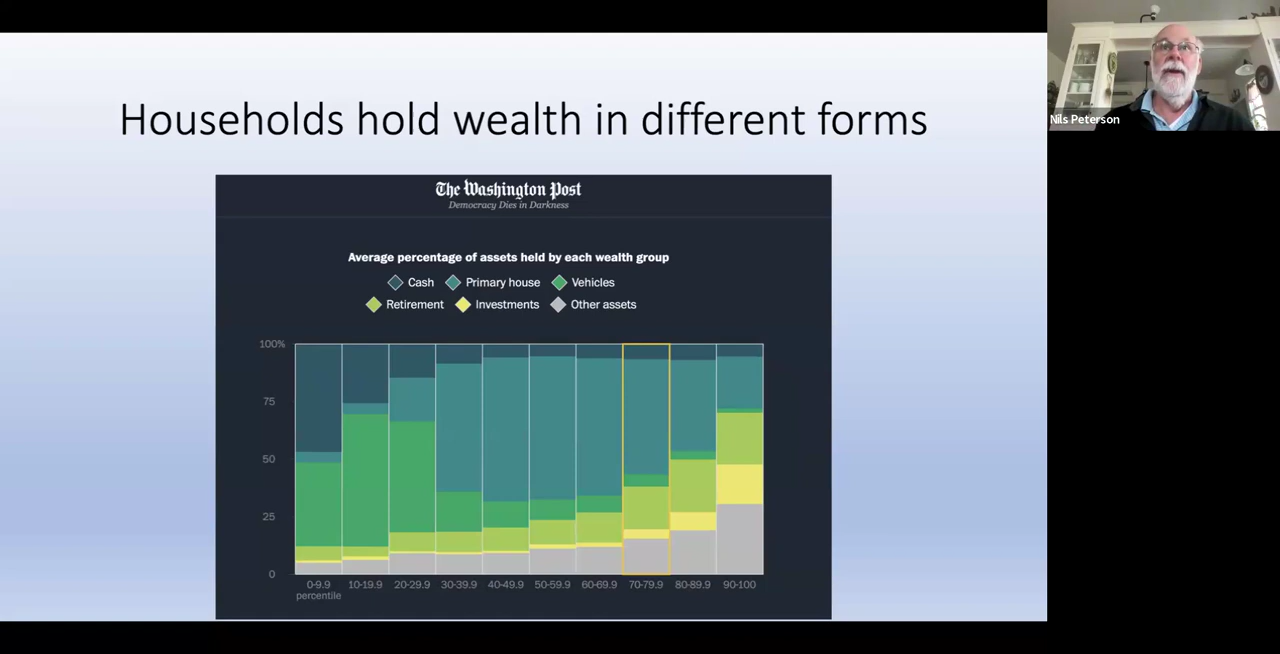 Households hold wealth in different forms
Nils Peterson
The Washington Post
Democracy Dies in Darkness
Average percentage of assets held by each wealth group
Cash Primary house Vehicles
Retirement Investments Other assets
100%
75
50
25
0
0-9.9 10-19.9 20-29.9 30-39.9 40-49.9 50-59.9 60-69.9 70-79.9 80-89.9 90-100
percentile